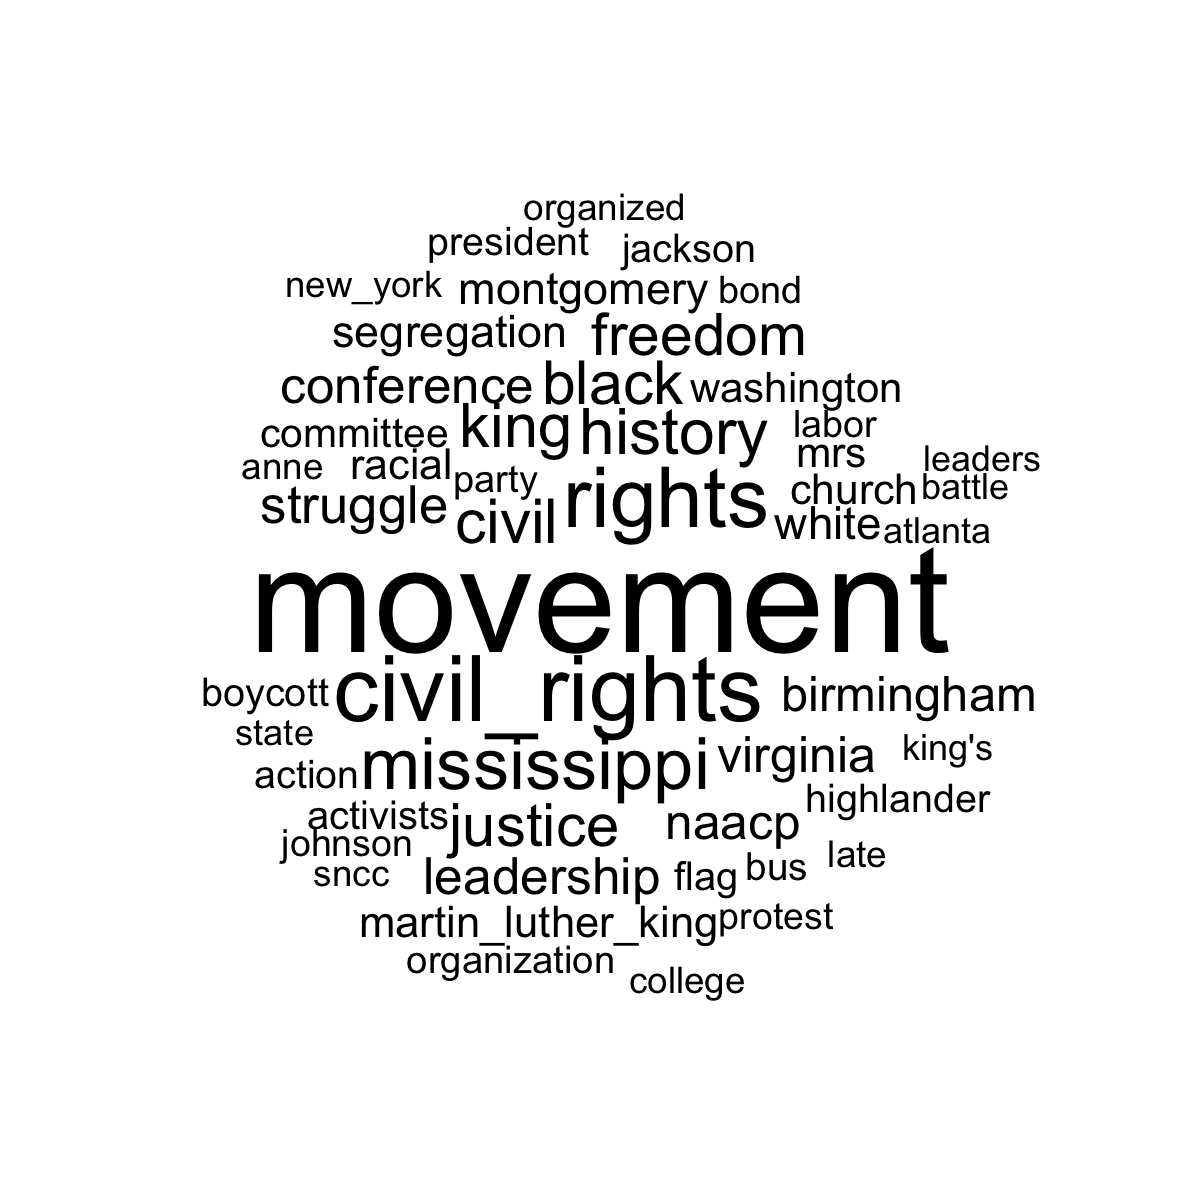 organized
president jackson
new_york montgomery bond
segregation freedom
conference black washington
committee king history labor
anne racial party mrs leaders
struggle civil rights church battle
white atlanta
movement
boycott civil_rights birmingham
state
action mississippi virginia king's
activists justice naacp highlander
johnson
sncc leadership flag bus late
martin_luther_king protest
organization college